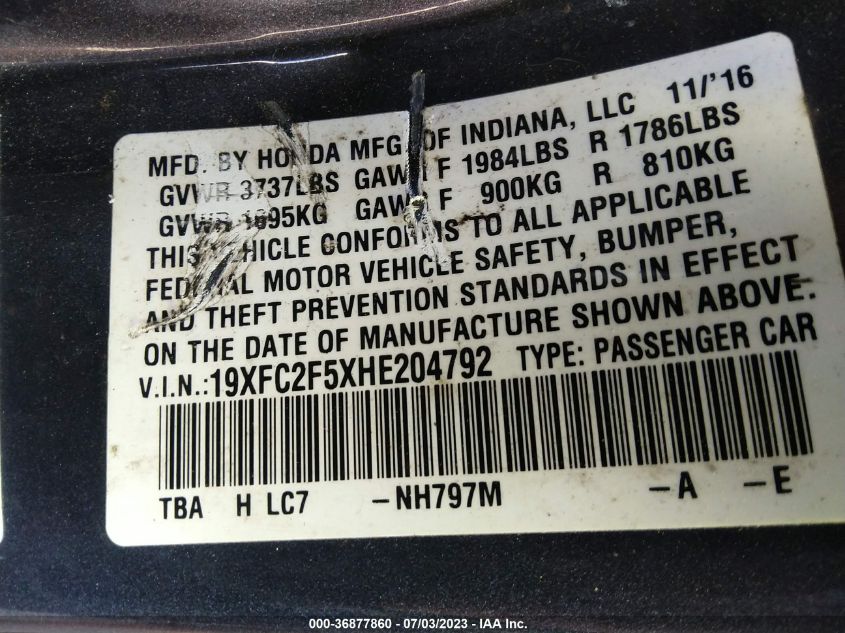 MFD. BY HONDA MFG. OF INDIANA, LLC 11/'16
GVWR 3737LBS GAWR F 1984LBS R 1786LBS
GVWR 1695KG GAWR F 900KG R 810KG
THIS VEHICLE CONFORMS TO ALL APPLICABLE
FEDERAL MOTOR VEHICLE SAFETY, BUMPER,
AND THEFT PREVENTION STANDARDS IN EFFECT
ON THE DATE OF MANUFACTURE SHOWN ABOVE.
V.I.N.:19XFC2F5XHE204792 TYPE: PASSENGER CAR
TBA H LC7 -NH797M -A -E
000-36877860 - 07/03/2023 - IAA Inc.